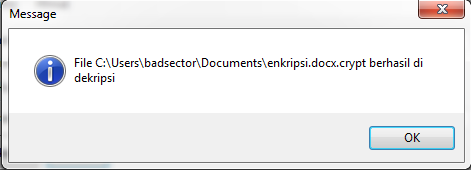 Message
File C:\Users\badsector\Documents\enkripsi.docx.crypt berhasil di
dekripsi
OK